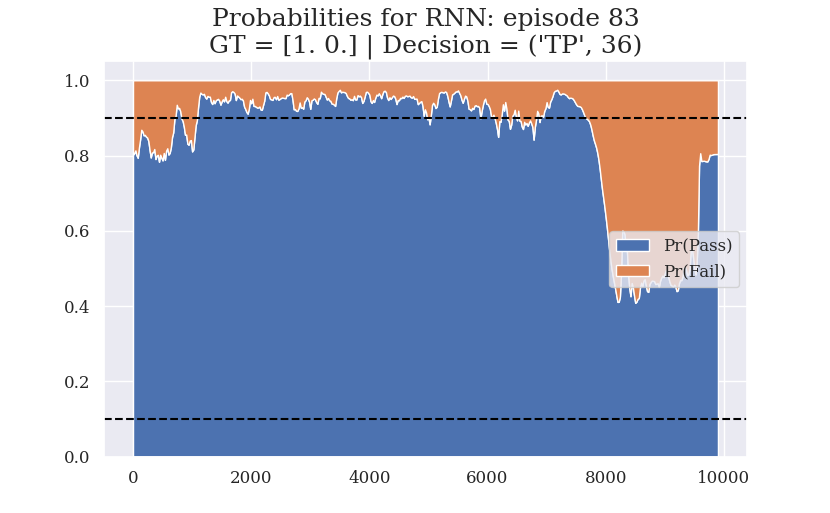 Probabilities for RNN: episode 83
GT = [1. 0.] | Decision = ('TP', 36)
1.0
0.8
0.6
0.4
0.2
0.0
Pr(Pass)
Pr(Fail)
0 2000 4000 6000 8000 10000